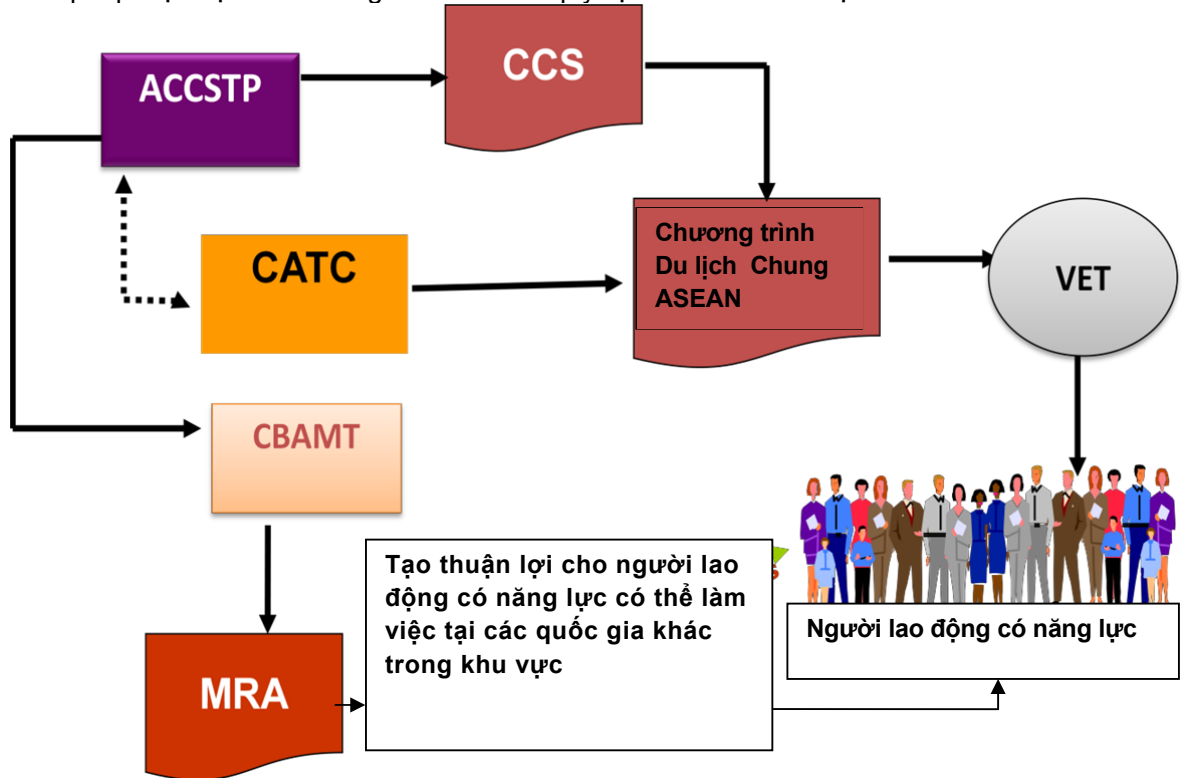 ACCSTP
CCS
CATC
Chương trình
Du lịch Chung
ASEAN
VET
CBAMT
Tạo thuận lợi cho người lao
động có năng lực có thể làm
việc tại các quốc gia khác
trong khu vực
Người lao động có năng lực
MRA